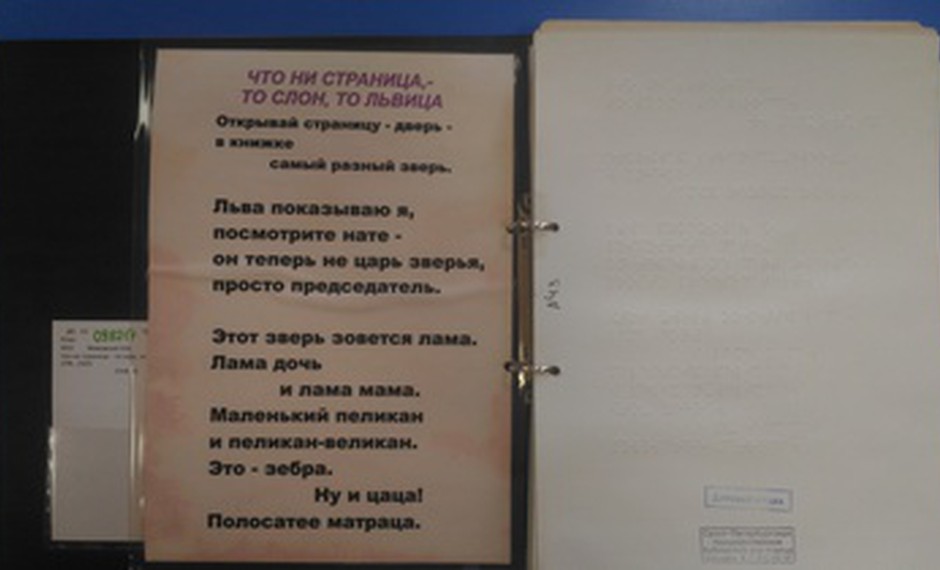 ЧТО НИ СТРАНИЦА,-
ТО СЛОН, ТО ЛЬВИЦА
Открывай страницу - дверь -
в книжке
самый разный зверь.
Льва показываю я,
посмотрите нате -
он теперь не царь зверья,
просто председатель.
Этот зверь зовется лама.
Лама дочь
и лама мама.
Маленький пеликан
и пеликан-великан.
Это - зебра.
Ну и цаца!
Полосатее матраца.